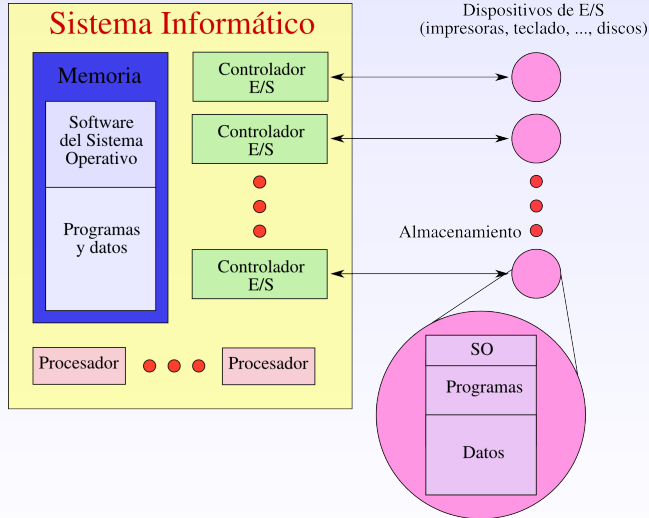 Sistema Informático
Memoria
Software
del Sistema
Operativo
Programas
y datos
Controlador
E/S
Controlador
E/S
Controlador
E/S
Procesador
Procesador
Dispositivos de E/S
(impresoras, teclado, ..., discos)
Almacenamiento
SO
Programas
Datos